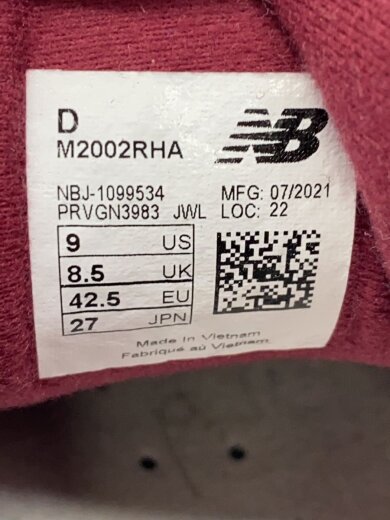 D
M2002RHA
NB
NBJ-1099534 MFG: 07/2021
PRVGN3983 JWL LOC: 22
9 US
8.5 UK
42.5 EU
27 JPN
Made in Vietnam
Fabriqué au Vietnam